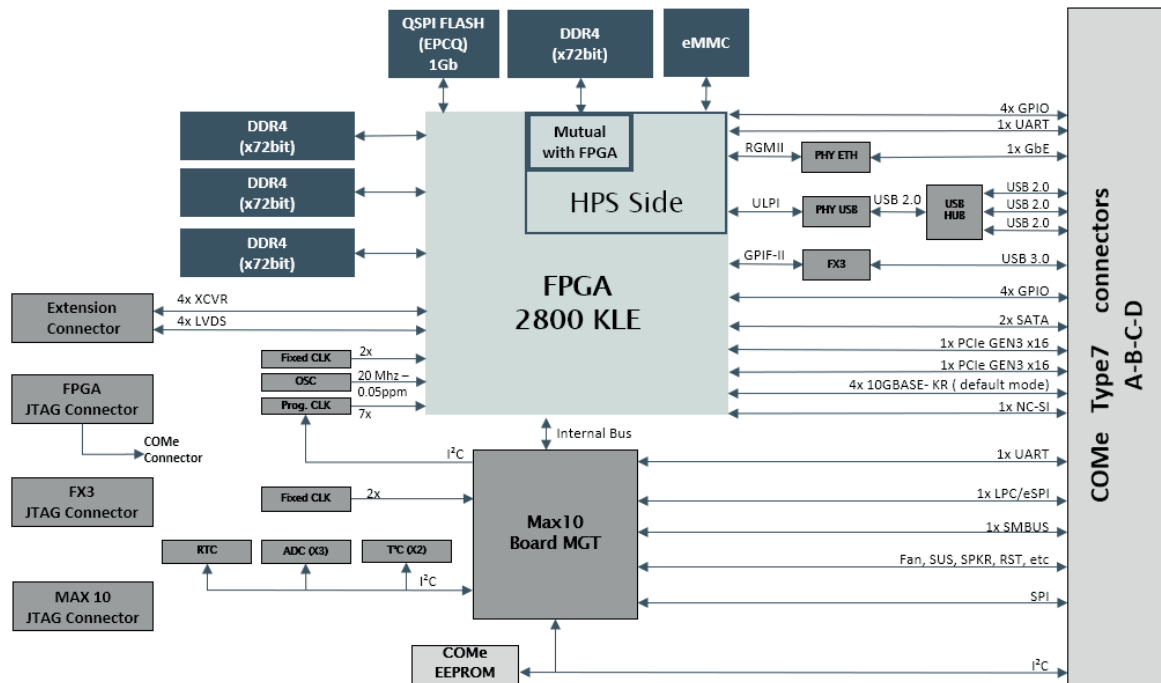 QSPI FLASH
(EPCQ)
1Gb
DDR4
(x72bit)
eMMC
DDR4
(x72bit)
DDR4
(x72bit)
DDR4
(x72bit)
Mutual
with FPGA
HPS Side
FPGA
2800 KLE
4x GPIO
1x UART
RGMII
PHY ETH
1x GbE
ULPI
PHY USB
USB 2.0
USB
HUB
USB 2.0
USB 2.0
USB 2.0
GPIF-II
FX3
USB 3.0
4x GPIO
2x SATA
1x PCIe GEN3 x16
1x PCIe GEN3 x16
4x 10GBASE- KR ( default mode)
1x NC-SI
COMe Type7 connectors
A-B-C-D
Extension
Connector
4x XCVR
4x LVDS
Fixed CLK
2x
OSC
20 Mhz –
0.05ppm
Prog. CLK
7x
FPGA
JTAG Connector
COMe
Connector
I²C
Internal Bus
FX3
JTAG Connector
Fixed CLK
2x
Max10
Board MGT
1x UART
1x LPC/eSPI
1x SMBUS
Fan, SUS, SPKR, RST, etc
SPI
RTC
ADC (X3)
T°C (X2)
I²C
MAX 10
JTAG Connector
COMe
EEPROM
I²C